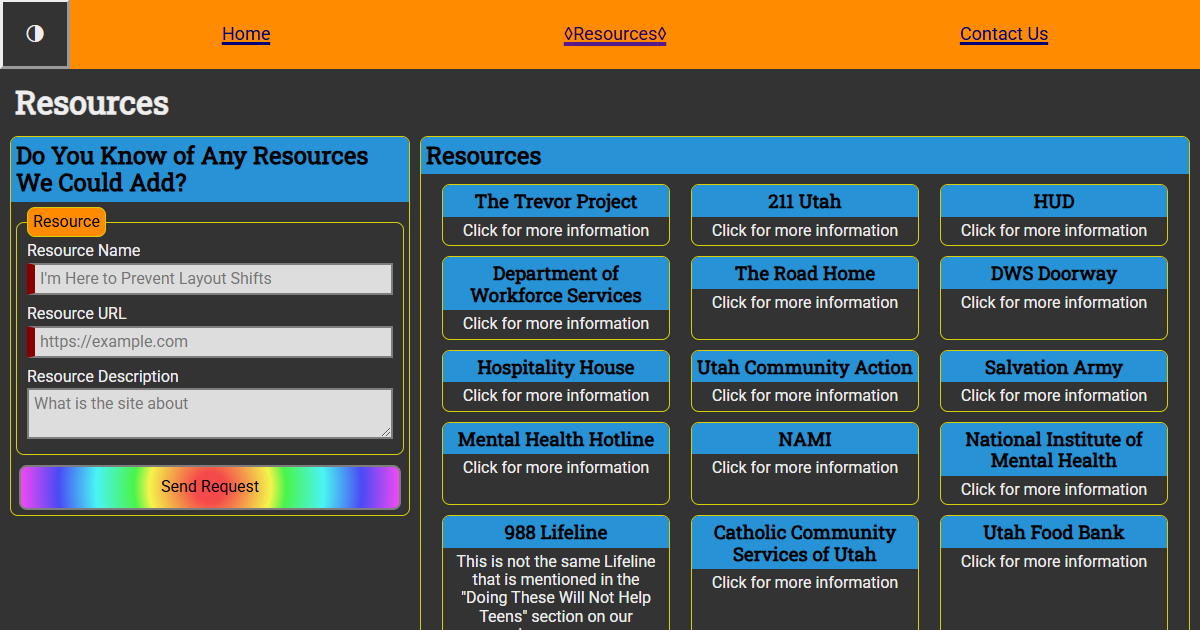 Home
◊Resources◊
Contact Us
Resources
Do You Know of Any Resources
We Could Add?
Resource
Resource Name
I'm Here to Prevent Layout Shifts
Resource URL
https://example.com
Resource Description
What is the site about
Send Request
Resources
The Trevor Project
Click for more information
211 Utah
Click for more information
HUD
Click for more information
Department of
Workforce Services
Click for more information
The Road Home
Click for more information
DWS Doorway
Click for more information
Hospitality House
Click for more information
Utah Community Action
Click for more information
Salvation Army
Click for more information
Mental Health Hotline
Click for more information
NAMI
Click for more information
National Institute of
Mental Health
Click for more information
988 Lifeline
This is not the same Lifeline
that is mentioned in the
"Doing These Will Not Help
Teens" section on our
Catholic Community
Services of Utah
Click for more information
Utah Food Bank
Click for more information